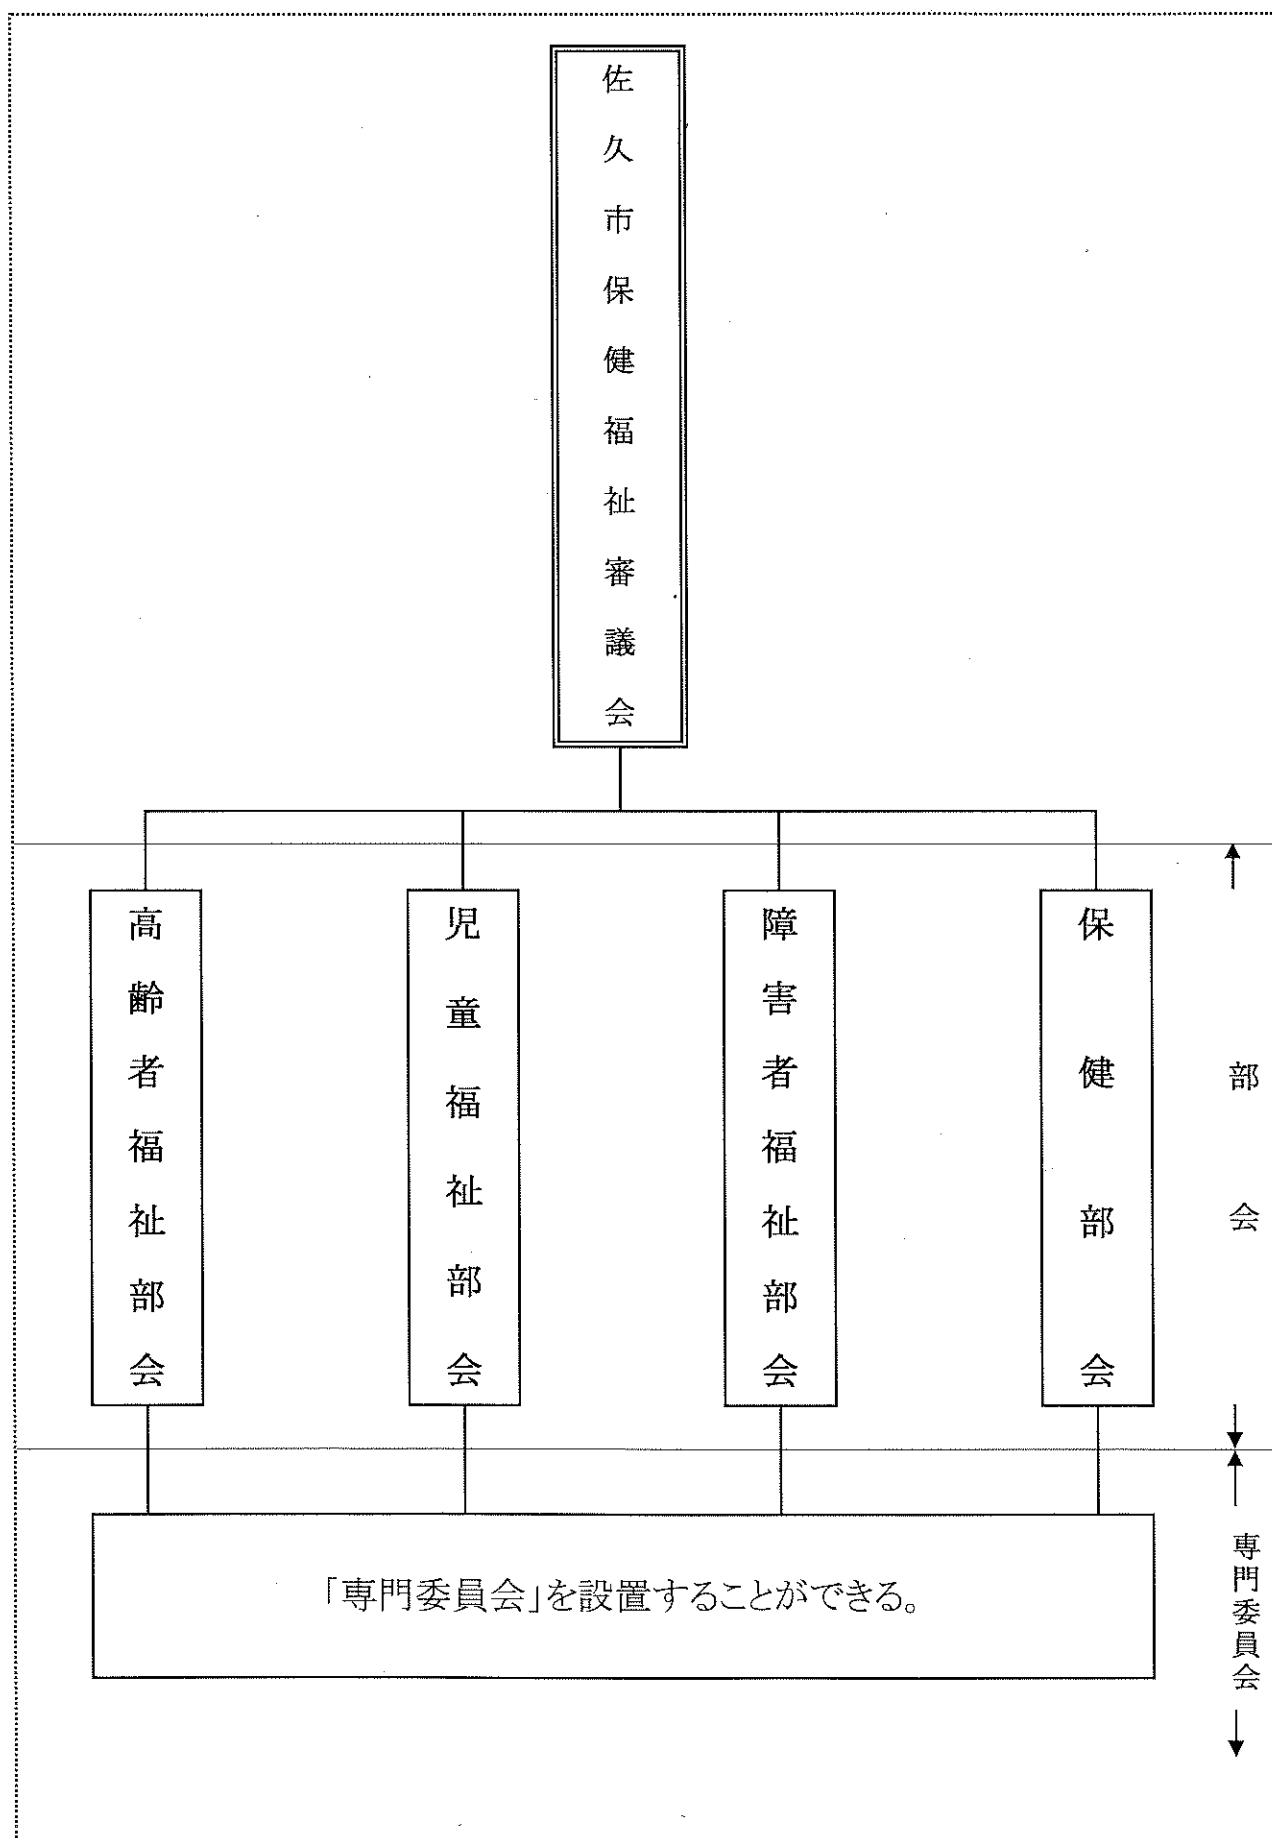 佐久市保健福祉審議会
高齢者福祉部会
児童福祉部会
障害者福祉部会
保健部会
部会
「専門委員会」を設置することができる。
専門委員会